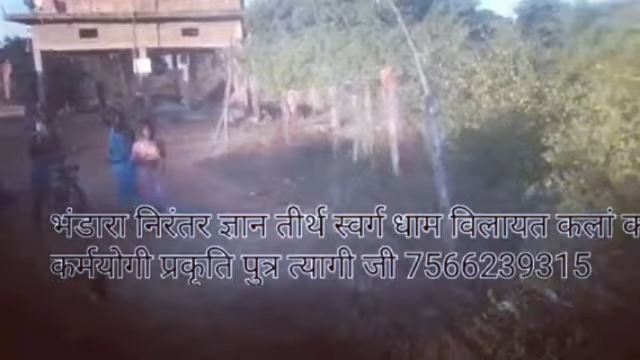 भंडारा निरंतर ज्ञान तीर्थ स्वर्ग धाम विलायत कलां
कर्मयोगी प्रकृति पुत्र त्यागी जी 7566239315